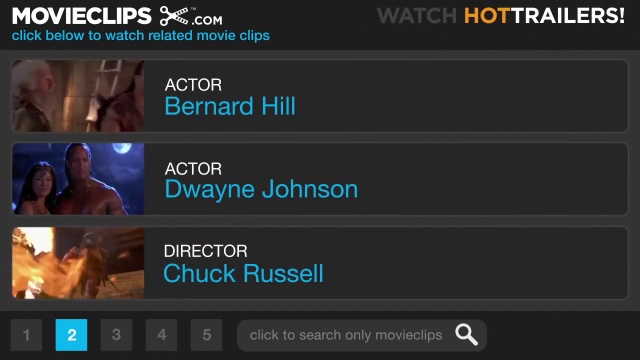 MOVIECLIPS .COM™
WATCH HOTTRAILERS!
click below to watch related movie clips
ACTOR
Bernard Hill
ACTOR
Dwayne Johnson
DIRECTOR
Chuck Russell
1 2 3 4 5 click to search only movieclips